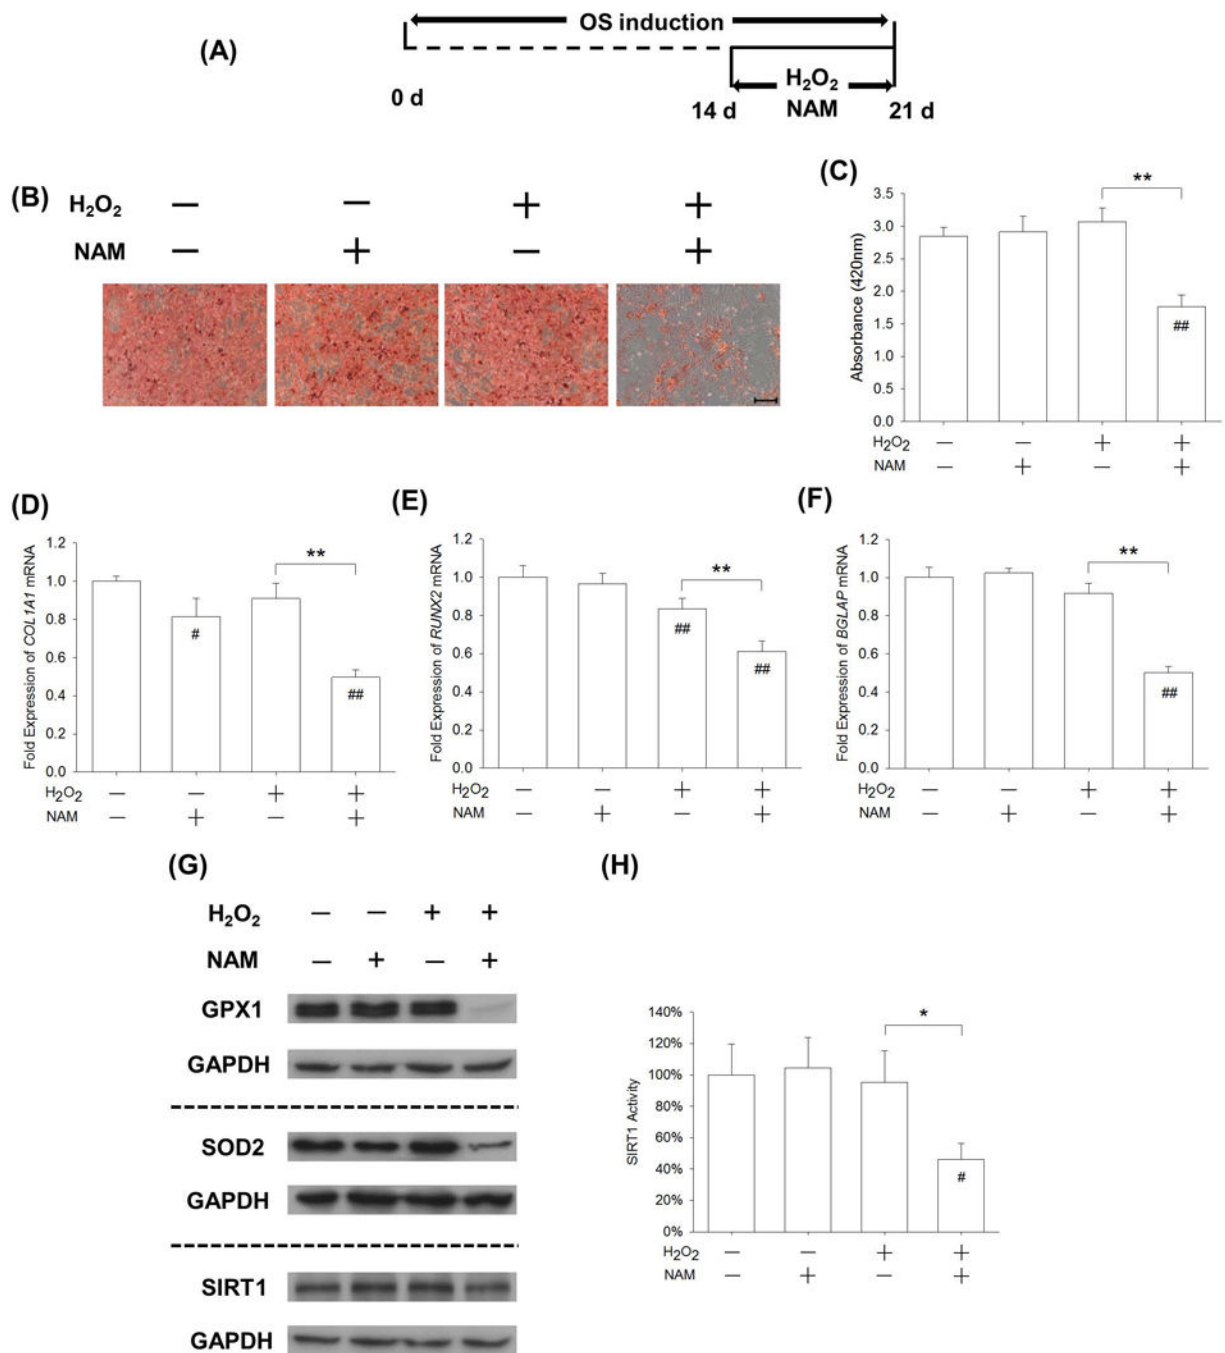 (A)
OS induction
H₂O₂
NAM
0 d
14 d
21 d
(B)
H₂O₂ — — + +
NAM — + — +
(C)
**
3.5
3.0
2.5
2.0
1.5
1.0
0.5
0.0
Absorbance (420nm)
##
H₂O₂ — — + +
NAM — + — +
(D)
1.2
1.0
0.8
0.6
0.4
0.2
0.0
Fold Expression of COL1A1 mRNA
**
#
##
H₂O₂ — — + +
NAM — + — +
(E)
1.2
1.0
0.8
0.6
0.4
0.2
0.0
Fold Expression of RUNX2 mRNA
**
##
##
H₂O₂ — — + +
NAM — + — +
(F)
1.2
1.0
0.8
0.6
0.4
0.2
0.0
Fold Expression of BGLAP mRNA
**
##
H₂O₂ — — + +
NAM — + — +
(G)
H₂O₂ — — + +
NAM — + — +
GPX1
GAPDH
SOD2
GAPDH
SIRT1
GAPDH
(H)
140%
120%
100%
80%
60%
40%
20%
0%
SIRT1 Activity
*
#
H₂O₂ — — + +
NAM — + — +